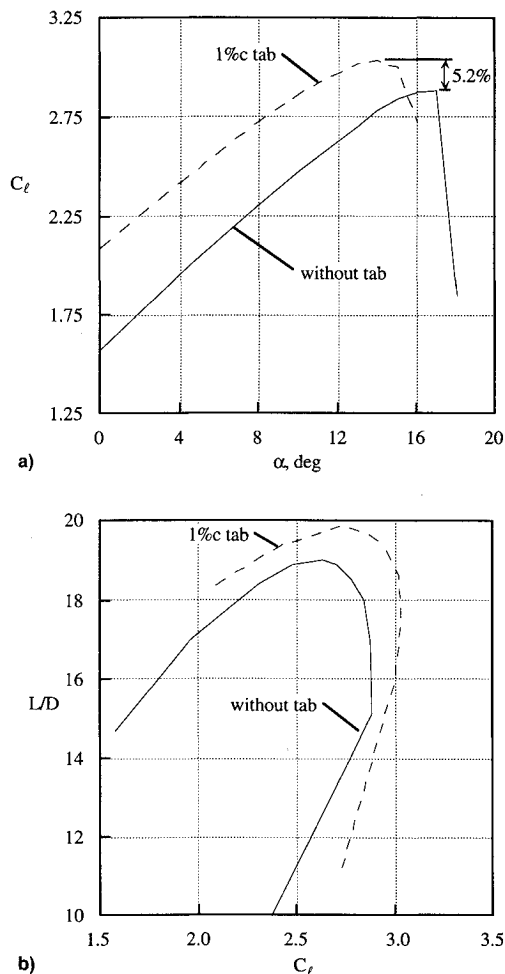 3.25
1%c tab
5.2%
2.75
Cℓ
2.25
without tab
1.75
1.25
0 4 8 12 16 20
a)
α, deg
20
1%c tab
18
16
L/D
without tab
14
12
10
1.5 2.0 2.5 3.0 3.5
b)
Cℓ